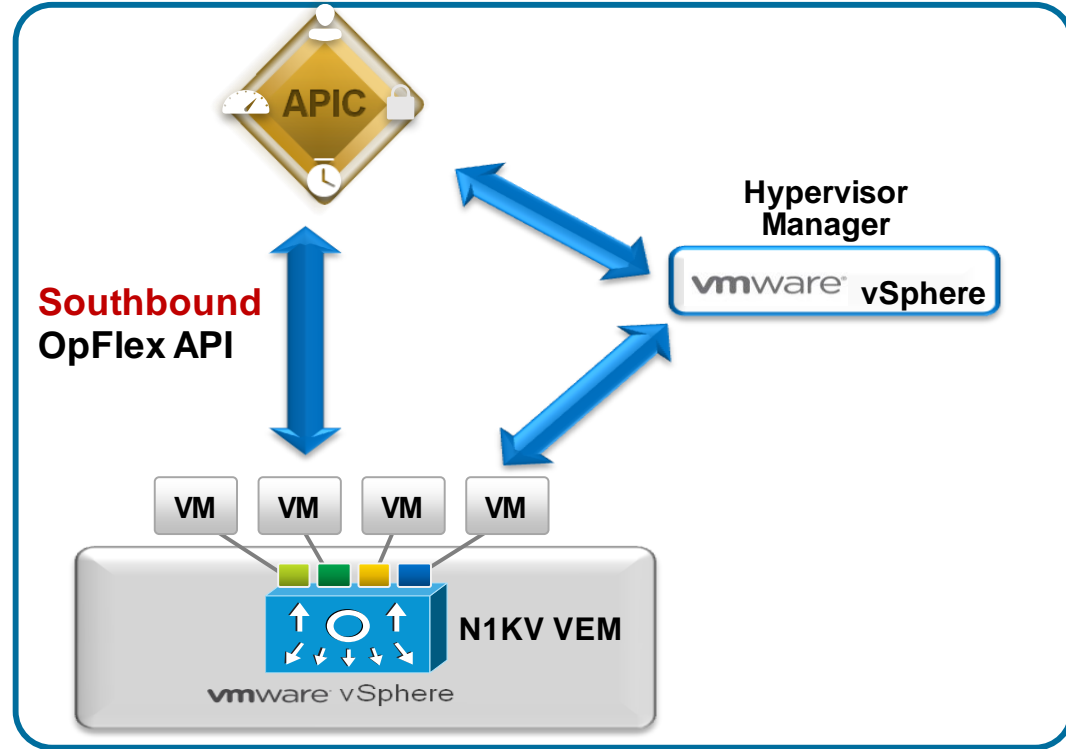 APIC
Hypervisor
Manager
vmware® vSphere
Southbound
OpFlex API
VM VM VM VM
N1KV VEM
vmware vSphere